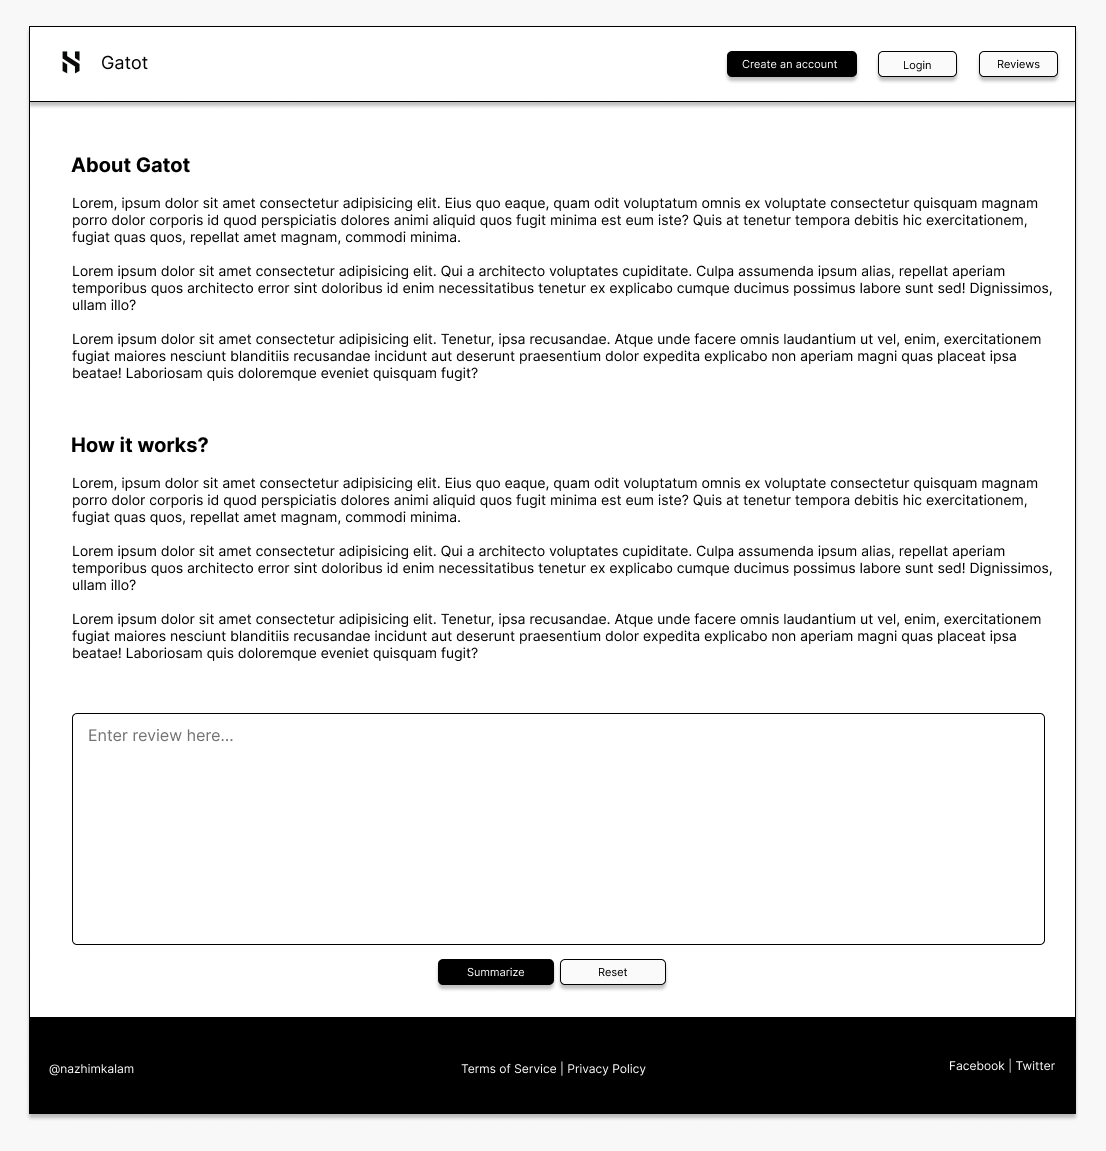 Gatot
Create an account
Login
Reviews
About Gatot
Lorem, ipsum dolor sit amet consectetur adipisicing elit. Eius quo eaque, quam odit voluptatum omnis ex voluptate consectetur quisquam magnam
porro dolor corporis id quod perspiciatis dolores animi aliquid quos fugit minima est eum iste? Quis at tenetur tempora debitis hic exercitationem,
fugiat quas quos, repellat amet magnam, commodi minima.
Lorem ipsum dolor sit amet consectetur adipisicing elit. Qui a architecto voluptates cupiditate. Culpa assumenda ipsum alias, repellat aperiam
temporibus quos architecto error sint doloribus id enim necessitatibus tenetur ex explicabo cumque ducimus possimus labore sunt sed! Dignissimos,
ullam illo?
Lorem ipsum dolor sit amet consectetur adipisicing elit. Tenetur, ipsa recusandae. Atque unde facere omnis laudantium ut vel, enim, exercitationem
fugiat maiores nesciunt blanditiis recusandae incidunt aut deserunt praesentium dolor expedita explicabo non aperiam magni quas placeat ipsa
beatae! Laboriosam quis doloremque eveniet quisquam fugit?
How it works?
Lorem, ipsum dolor sit amet consectetur adipisicing elit. Eius quo eaque, quam odit voluptatum omnis ex voluptate consectetur quisquam magnam
porro dolor corporis id quod perspiciatis dolores animi aliquid quos fugit minima est eum iste? Quis at tenetur tempora debitis hic exercitationem,
fugiat quas quos, repellat amet magnam, commodi minima.
Lorem ipsum dolor sit amet consectetur adipisicing elit. Qui a architecto voluptates cupiditate. Culpa assumenda ipsum alias, repellat aperiam
temporibus quos architecto error sint doloribus id enim necessitatibus tenetur ex explicabo cumque ducimus possimus labore sunt sed! Dignissimos,
ullam illo?
Lorem ipsum dolor sit amet consectetur adipisicing elit. Tenetur, ipsa recusandae. Atque unde facere omnis laudantium ut vel, enim, exercitationem
fugiat maiores nesciunt blanditiis recusandae incidunt aut deserunt praesentium dolor expedita explicabo non aperiam magni quas placeat ipsa
beatae! Laboriosam quis doloremque eveniet quisquam fugit?
Enter review here...
Summarize
Reset
@nazhimkalam
Terms of Service | Privacy Policy
Facebook | Twitter